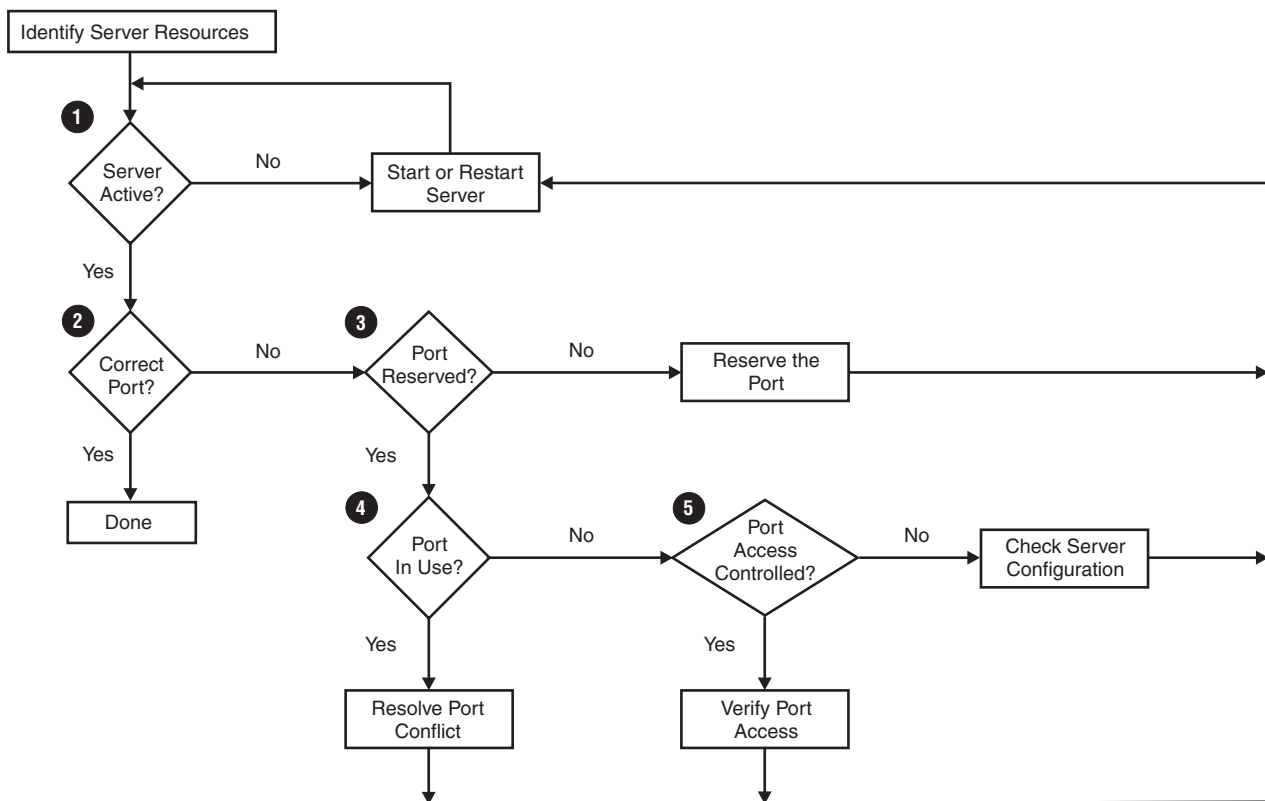 Identify Server Resources
1
Server
Active?
No
Start or Restart
Server
Yes
2
Correct
Port?
No
3
Port
Reserved?
No
Reserve the
Port
Yes
Done
Yes
4
Port
In Use?
No
5
Port
Access
Controlled?
No
Check Server
Configuration
Yes
Resolve Port
Conflict
Yes
Verify Port
Access